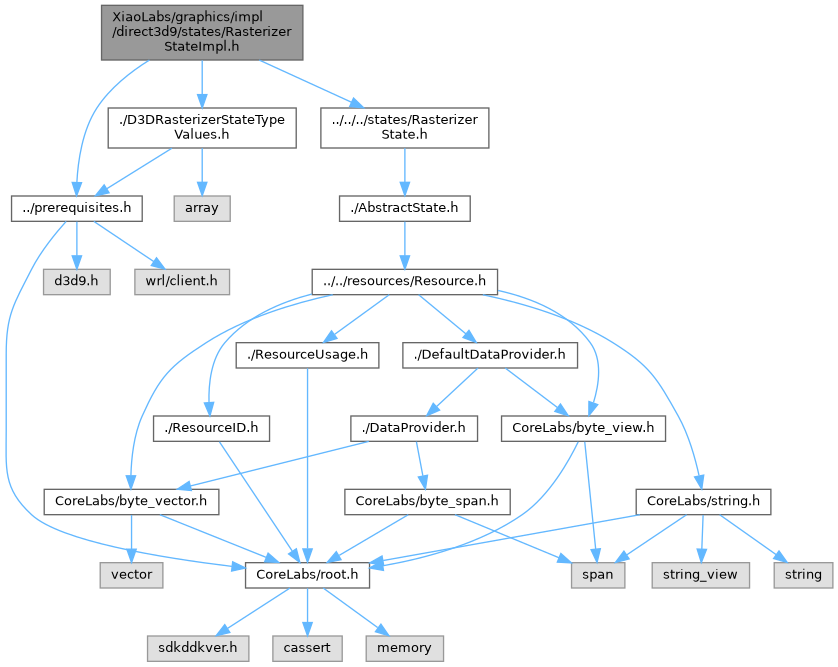 XiaoLabs/graphics/impl
/direct3d9/states/Rasterizer
StateImpl.h
./D3DRasterizerStateType
Values.h
../../../states/Rasterizer
State.h
../prerequisites.h
array
./AbstractState.h
d3d9.h
wrl/client.h
../../resources/Resource.h
./ResourceUsage.h
./DefaultDataProvider.h
./ResourceID.h
./DataProvider.h
CoreLabs/byte_view.h
CoreLabs/byte_vector.h
CoreLabs/byte_span.h
CoreLabs/string.h
vector
CoreLabs/root.h
span
string_view
string
sdkddkver.h
cassert
memory